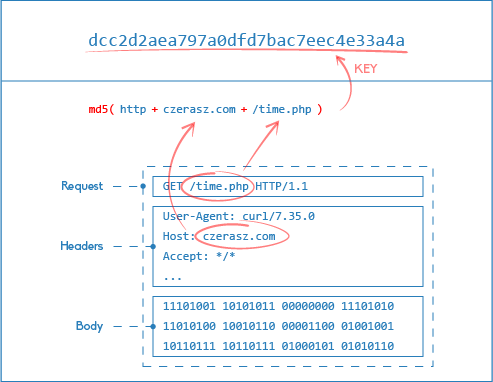 dcc2d2aea797a0dfd7bac7eec4e33a4a
KEY
md5( http + czerasz.com + /time.php )
Request
GET /time.php HTTP/1.1
User-Agent: curl/7.35.0
Headers
Host: czerasz.com
Accept: */*
...
11101001 10101011 00000000 11101010
Body
11010100 10010110 00001100 01001001
10110111 10110111 01000101 01010110